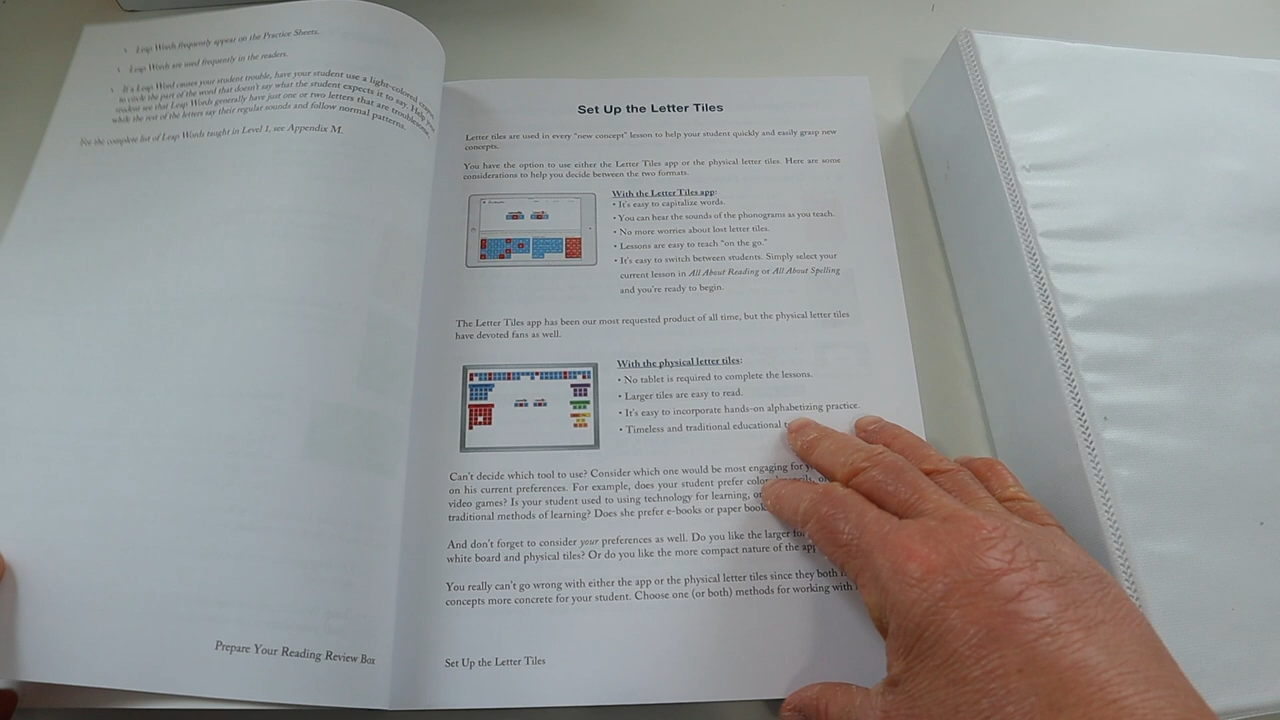 Leap Words frequently appear on the Practice Sheets.
Leap Words are used frequently in the readers.
If a Leap Word causes your student trouble, have your student use a light-colored
to circle the part of the word that doesn't say what the student expects it to say. Help
student see that Leap Words generally have just one or two letters that are troublesome
while the rest of the letters say their regular sounds and follow normal patterns.
See the complete list of Leap Words taught in Level 1, see Appendix M.
Prepare Your Reading Review Box
Set Up the Letter Tiles
Letter tiles are used in every "new concept" lesson to help your student quickly and easily grasp new
concepts.
You have the option to use either the Letter Tiles app or the physical letter tiles. Here are some
considerations to help you decide between the two formats.
With the Letter Tiles app:
• It's easy to capitalize words.
• You can hear the sounds of the phonograms as you teach.
• No more worries about lost letter tiles.
• Lessons are easy to teach "on the go."
• It's easy to switch between students. Simply select your
current lesson in All About Reading or All About Spelling
and you're ready to begin.
The Letter Tiles app has been our most requested product of all time, but the physical letter tiles
have devoted fans as well.
With the physical letter tiles:
• No tablet is required to complete the lessons.
• Larger tiles are easy to read.
• It's easy to incorporate hands-on alphabetizing practice.
• Timeless and traditional educational
Can't decide which tool to use? Consider which one would be most engaging for
on his current preferences. For example, does your student prefer
video games? Is your student used to using technology for learning, or
traditional methods of learning? Does she prefer e-books or paper
And don't forget to consider your preferences as well. Do you like the larger
white board and physical tiles? Or do you like the more compact nature of the
You really can't go wrong with either the app or the physical letter tiles since they both
concepts more concrete for your student. Choose one (or both) methods for working with
Set Up the Letter Tiles